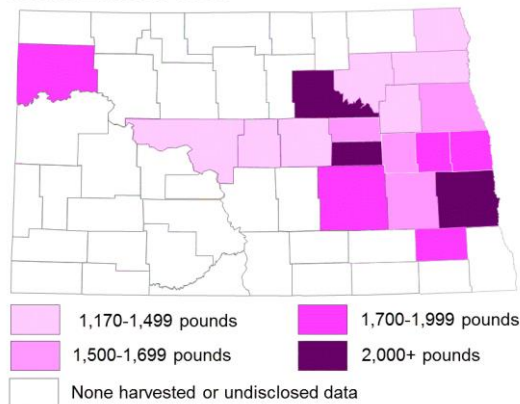 1,170-1,499 pounds
1,700-1,999 pounds
1,500-1,699 pounds
2,000+ pounds
None harvested or undisclosed data